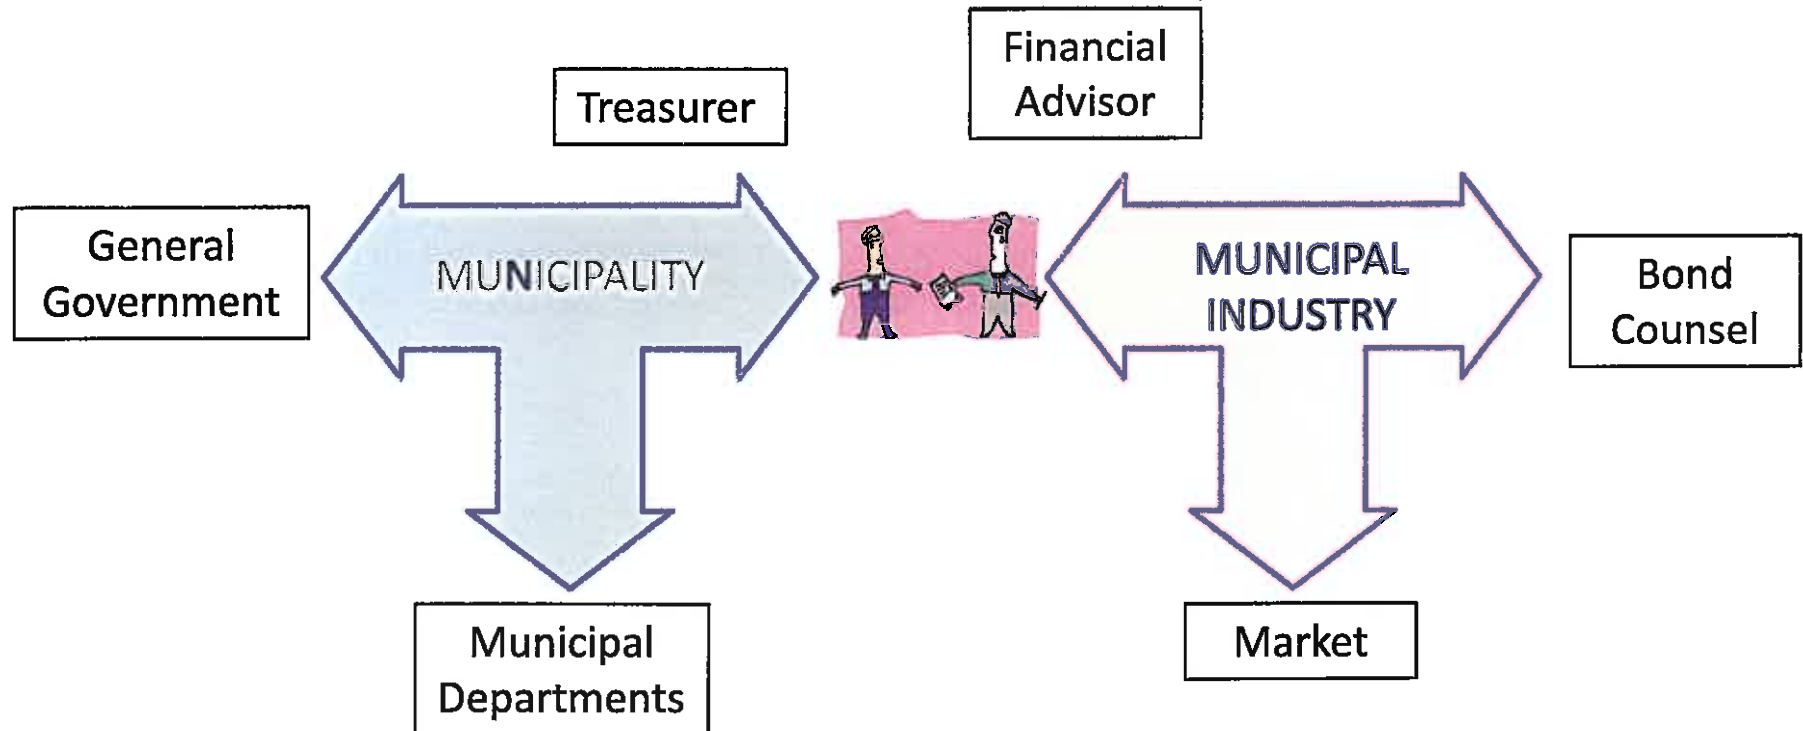 Financial
Advisor
Treasurer
General
Government
MUNICIPALITY
MUNICIPAL
INDUSTRY
Bond
Counsel
Municipal
Departments
Market